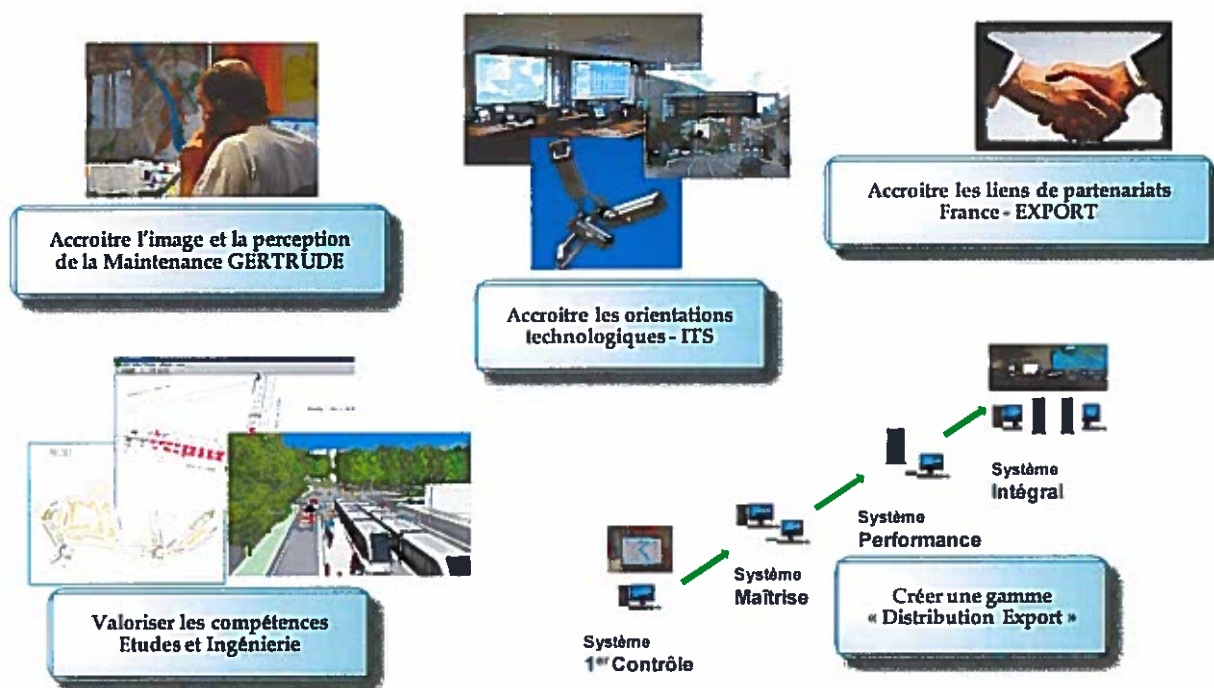 Accroitre l'image et la perception
de la Maintenance GERTRUDE
Accroitre les orientations
technologiques - ITS
Accroitre les liens de partenariats
France - EXPORT
Valoriser les compétences
Etudes et Ingénierie
Système
1er Contrôle
Système
Maîtrise
Système
Performance
Système
Intégral
Créer une gamme
« Distribution Export »